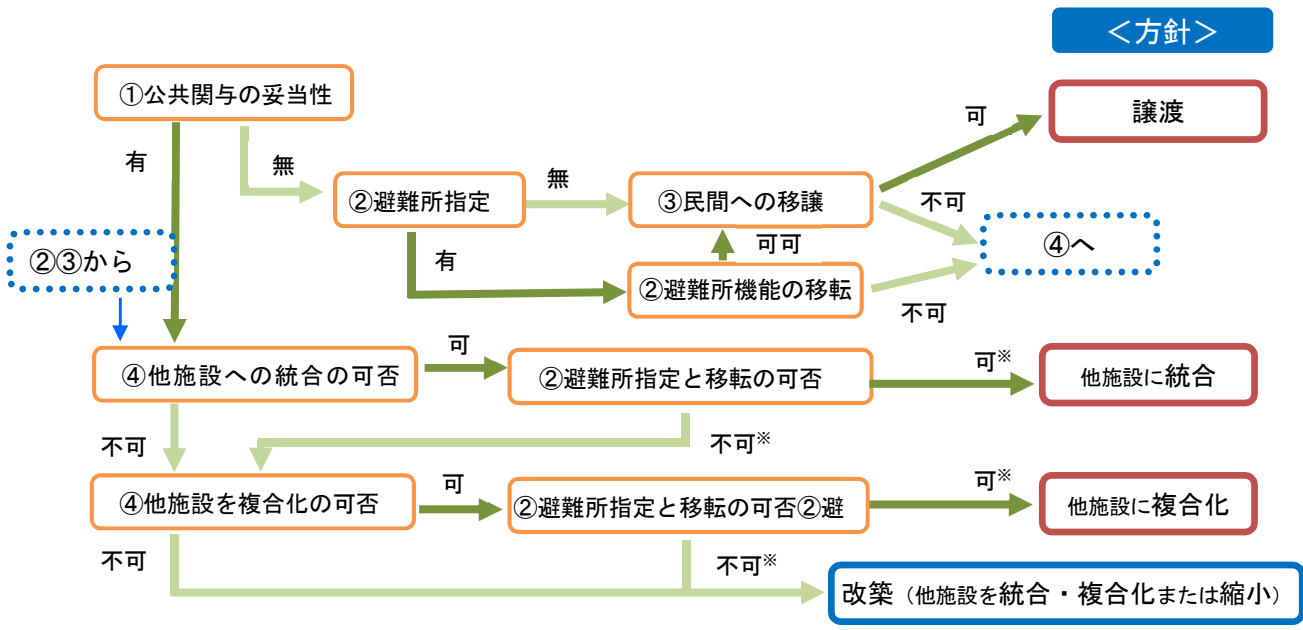 ＜方針＞
①公共関与の妥当性
可
譲渡
有
無
②避難所指定
無
③民間への移譲
不可
②③から
有
可可
④へ
②避難所機能の移転
不可
④他施設への統合の可否
可
②避難所指定と移転の可否
可※
他施設に統合
不可
不可※
④他施設を複合化の可否
可
②避難所指定と移転の可否②避
可※
他施設に複合化
不可
不可※
改築（他施設を統合・複合化または縮小）